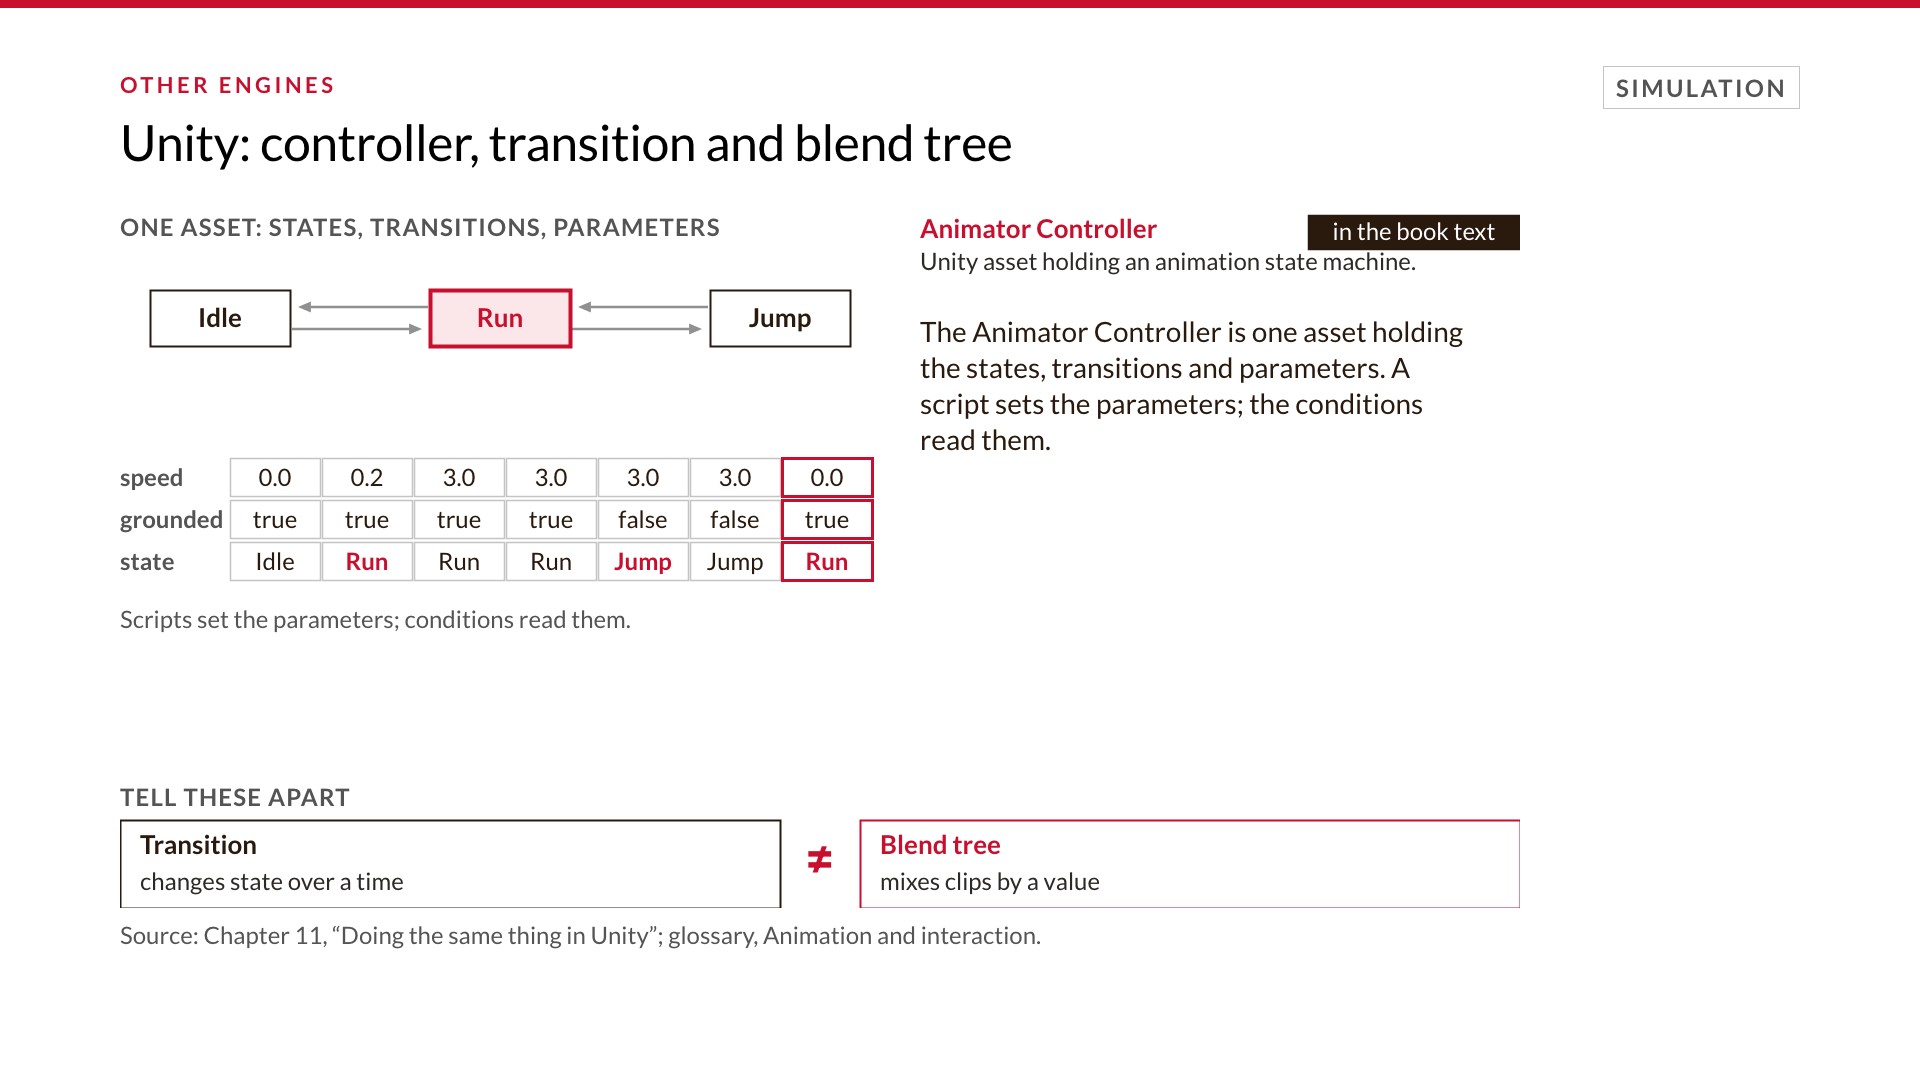 OTHER ENGINES
SIMULATION
Unity: controller, transition and blend tree
ONE ASSET: STATES, TRANSITIONS, PARAMETERS
Idle
Run
Jump
speed 0.0 0.2 3.0 3.0 3.0 3.0 0.0
grounded true true true true false false true
state Idle Run Run Run Jump Jump Run
Scripts set the parameters; conditions read them.
Animator Controller
in the book text
Unity asset holding an animation state machine.
The Animator Controller is one asset holding
the states, transitions and parameters. A
script sets the parameters; the conditions
read them.
TELL THESE APART
Transition
changes state over a time
≠
Blend tree
mixes clips by a value
Source: Chapter 11, “Doing the same thing in Unity”; glossary, Animation and interaction.